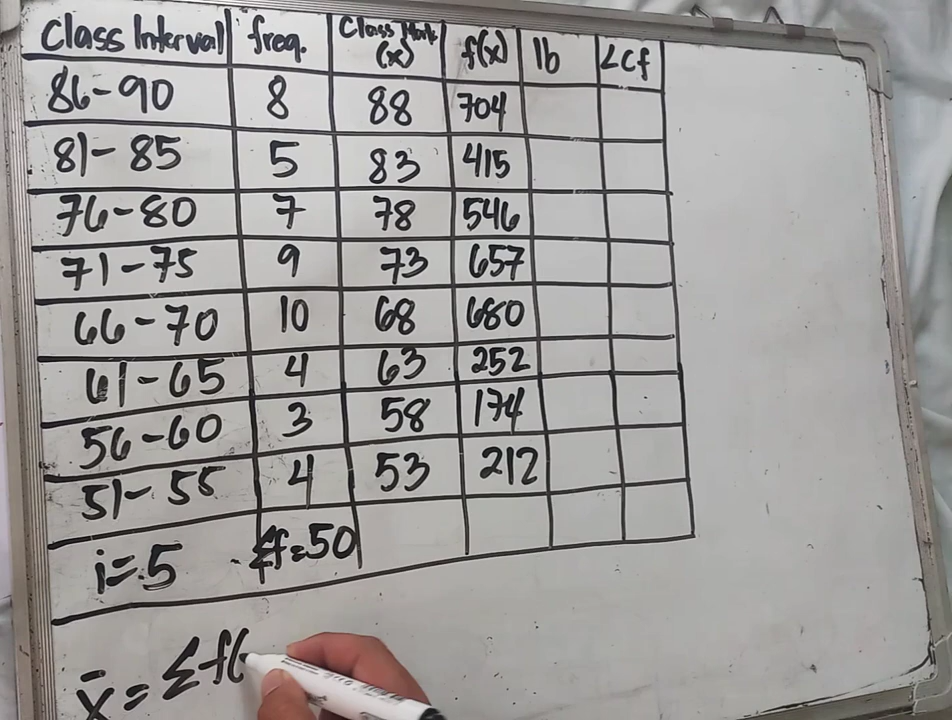 Class Interval freq. Class Mark (x) f(x) lb <cf
86-90 8 88 704
81-85 5 83 415
76-80 7 78 546
71-75 9 73 657
66-70 10 68 680
61-65 4 63 252
56-60 3 58 174
51-55 4 53 212
i=5 Σf=50
x̄ = Σf(